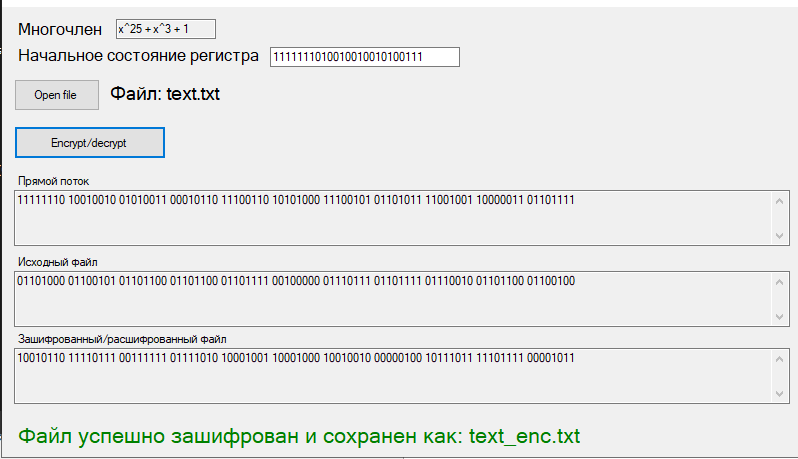 Многочлен x^25 + x^3 + 1
Начальное состояние регистра 1111111010010010010100111
Open file Файл: text.txt
Encrypt/decrypt
Прямой поток
11111110 10010010 01010011 00010110 11100110 10101000 11100101 01101011 11001001 10000011 01101111
Исходный файл
01101000 01100101 01101100 01101100 01101111 00100000 01110111 01101111 01110010 01101100 01100100
Зашифрованный/расшифрованный файл
10010110 11110111 00111111 01111010 10001001 10001000 10010010 00000100 10111011 11101111 00001011
Файл успешно зашифрован и сохранен как: text_enc.txt